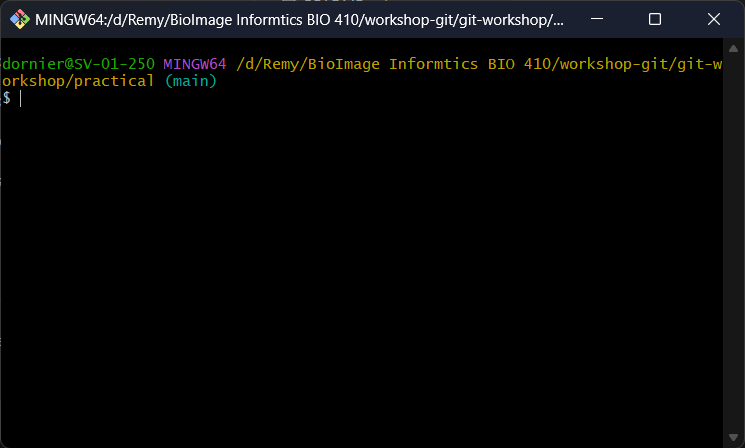 MINGW64:/d/Remy/BioImage Informtics BIO 410/workshop-git/git-workshop/...
dornier@SV-01-250 MINGW64 /d/Remy/BioImage Informtics BIO 410/workshop-git/git-w
orkshop/practical (main)
$